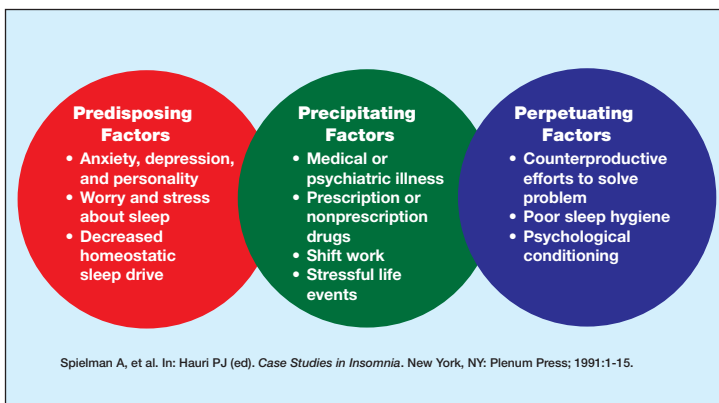 Predisposing
Factors
• Anxiety, depression,
and personality
• Worry and stress
about sleep
• Decreased
homeostatic
sleep drive
Precipitating
Factors
• Medical or
psychiatric illness
• Prescription or
nonprescription
drugs
• Shift work
• Stressful life
events
Perpetuating
Factors
• Counterproductive
efforts to solve
problem
• Poor sleep hygiene
• Psychological
conditioning
Spielman A, et al. In: Hauri PJ (ed). Case Studies in Insomnia. New York, NY: Plenum Press; 1991:1-15.